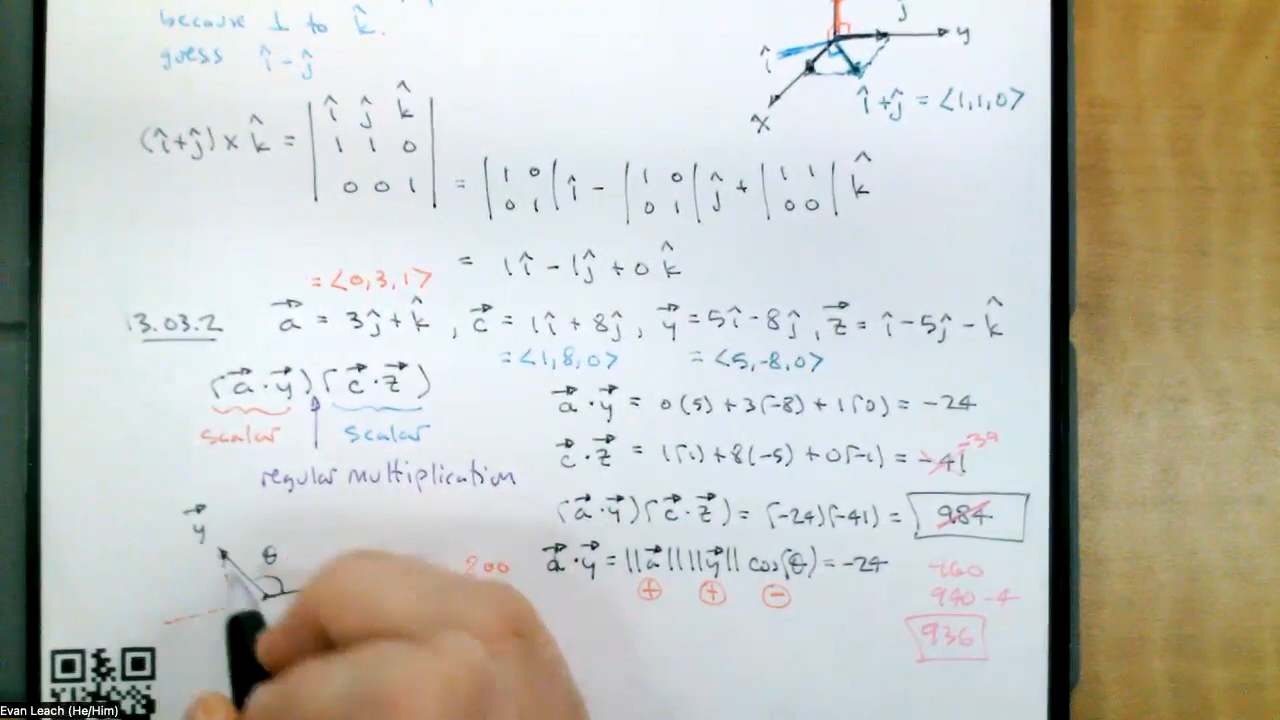 because ⊥ to k̂.
guess î - ĵ
ĵ
y
î
x
î + ĵ = <1,1,0>
(î+ĵ) × k̂ = | î ĵ k̂ |
| 1 1 0 |
| 0 0 1 |
= |1 0; 0 1| î - |1 0; 0 1| ĵ + |1 1; 0 0| k̂
= 1î - 1ĵ + 0k̂
= <0,3,1>
13.03.2 a⃗ = 3ĵ + k̂, c⃗ = 1î + 8ĵ, y⃗ = 5î - 8ĵ, z⃗ = î - 5ĵ - k̂
= <1,8,0> = <5,-8,0>
(a⃗·y⃗)(c⃗·z⃗)
scalar scalar
regular multiplication
a⃗·y⃗ = 0(5) + 3(-8) + 1(0) = -24
c⃗·z⃗ = 1(1) + 8(-5) + 0(-1) = -41 -39
(a⃗·y⃗)(c⃗·z⃗) = (-24)(-41) = 984
a⃗·y⃗ = ||a⃗|| ||y⃗|| cos(θ) = -24
+ + -
y⃗
θ
200
940 - 4
936
Evan Leach (He/Him)